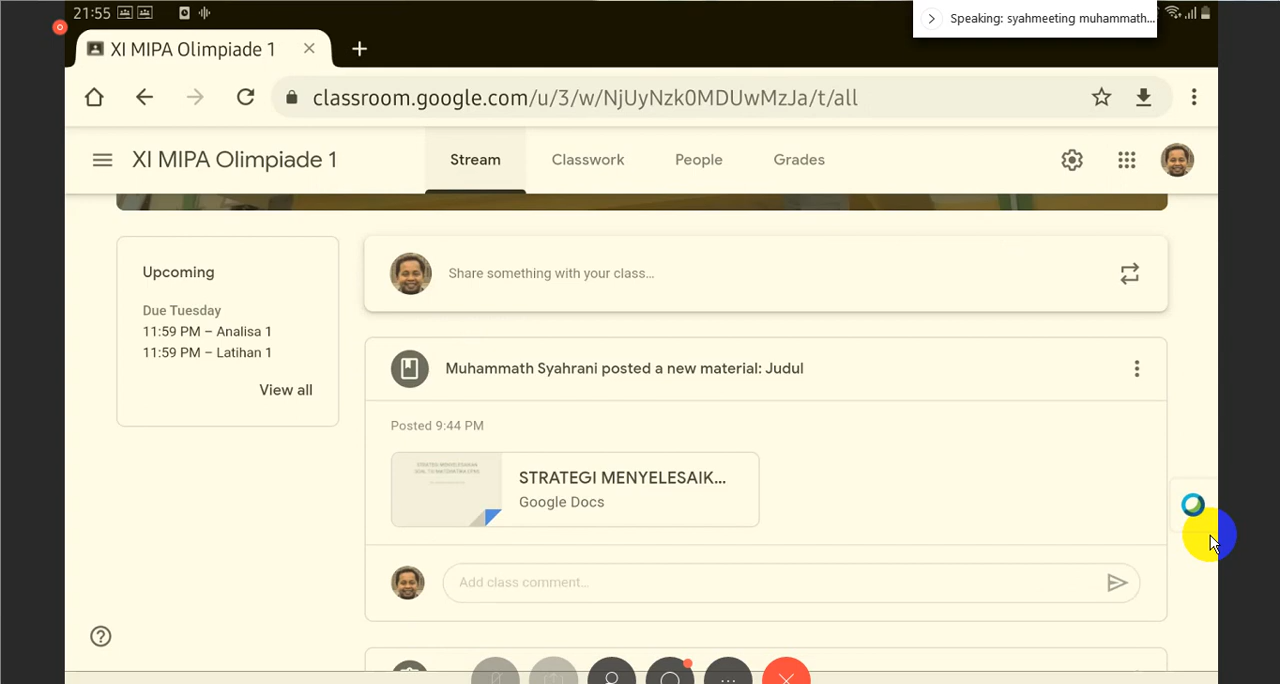 21:55
Speaking: syahmeeting muhammath...
XI MIPA Olimpiade 1
classroom.google.com/u/3/w/NjUyNzk0MDUwMzJa/t/all
XI MIPA Olimpiade 1
Stream
Classwork
People
Grades
Upcoming
Due Tuesday
11:59 PM – Analisa 1
11:59 PM – Latihan 1
View all
Share something with your class...
Muhammath Syahrani posted a new material: Judul
Posted 9:44 PM
STRATEGI MENYELESAIK...
Google Docs
Add class comment...